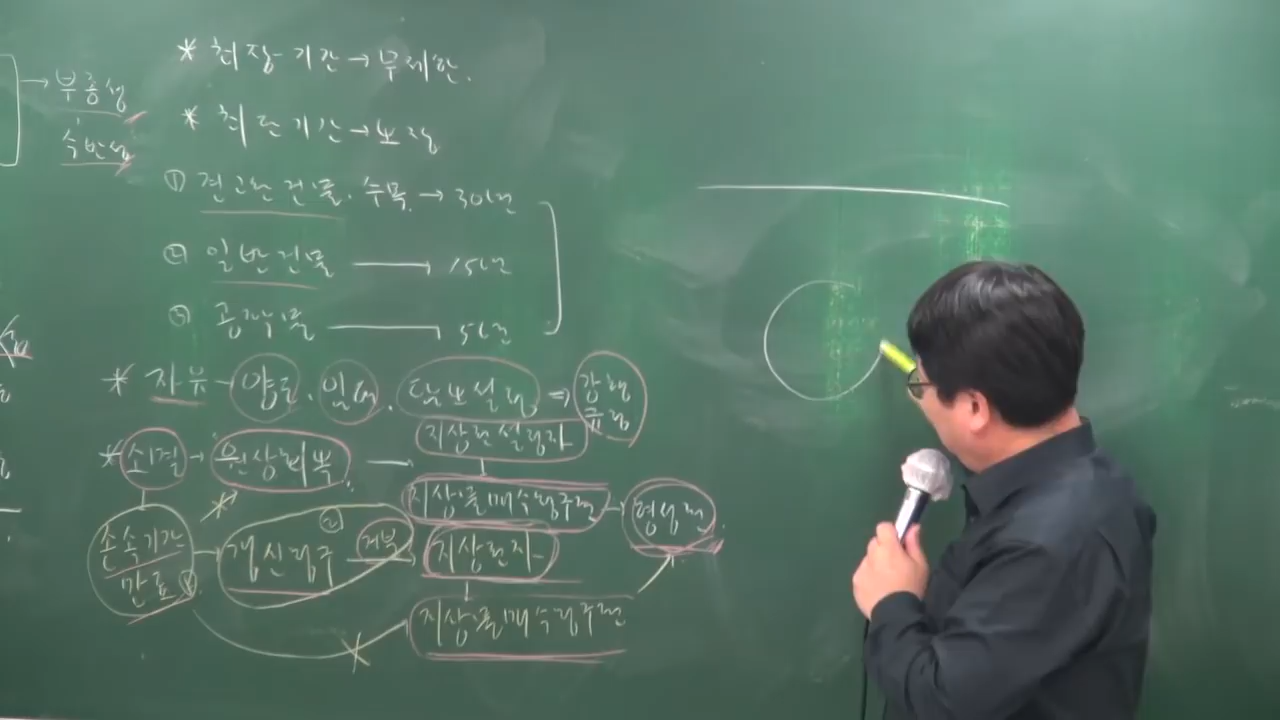 → 부종성
수반성
* 최장기간 → 무제한.
* 최단기간 → 보장
① 견고한건물. 수목 → 30년
② 일반건물 → 15년
③ 공작물 → 5년
* 자유 - 양도. 임대. 담보설정 ⇒ 강행규정
지상권설정자
* 소멸 → 원상회복. →
지상물매수청구권 → 형성권.
존속기간만료 → 갱신청구 ② 거부 → 지상권자 -
지상물매수청구권